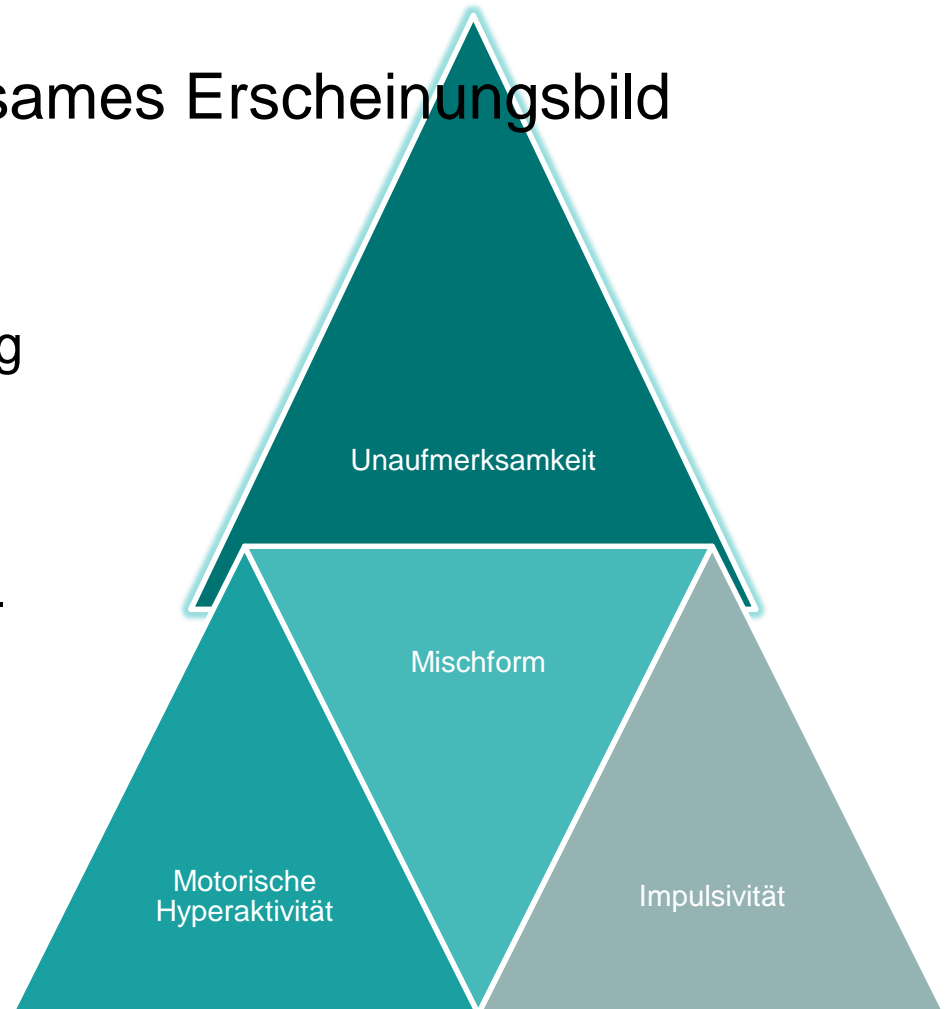 sames Erscheinungsbild
g
Unaufmerksamkeit
.
Mischform
Motorische
Hyperaktivität
Impulsivität